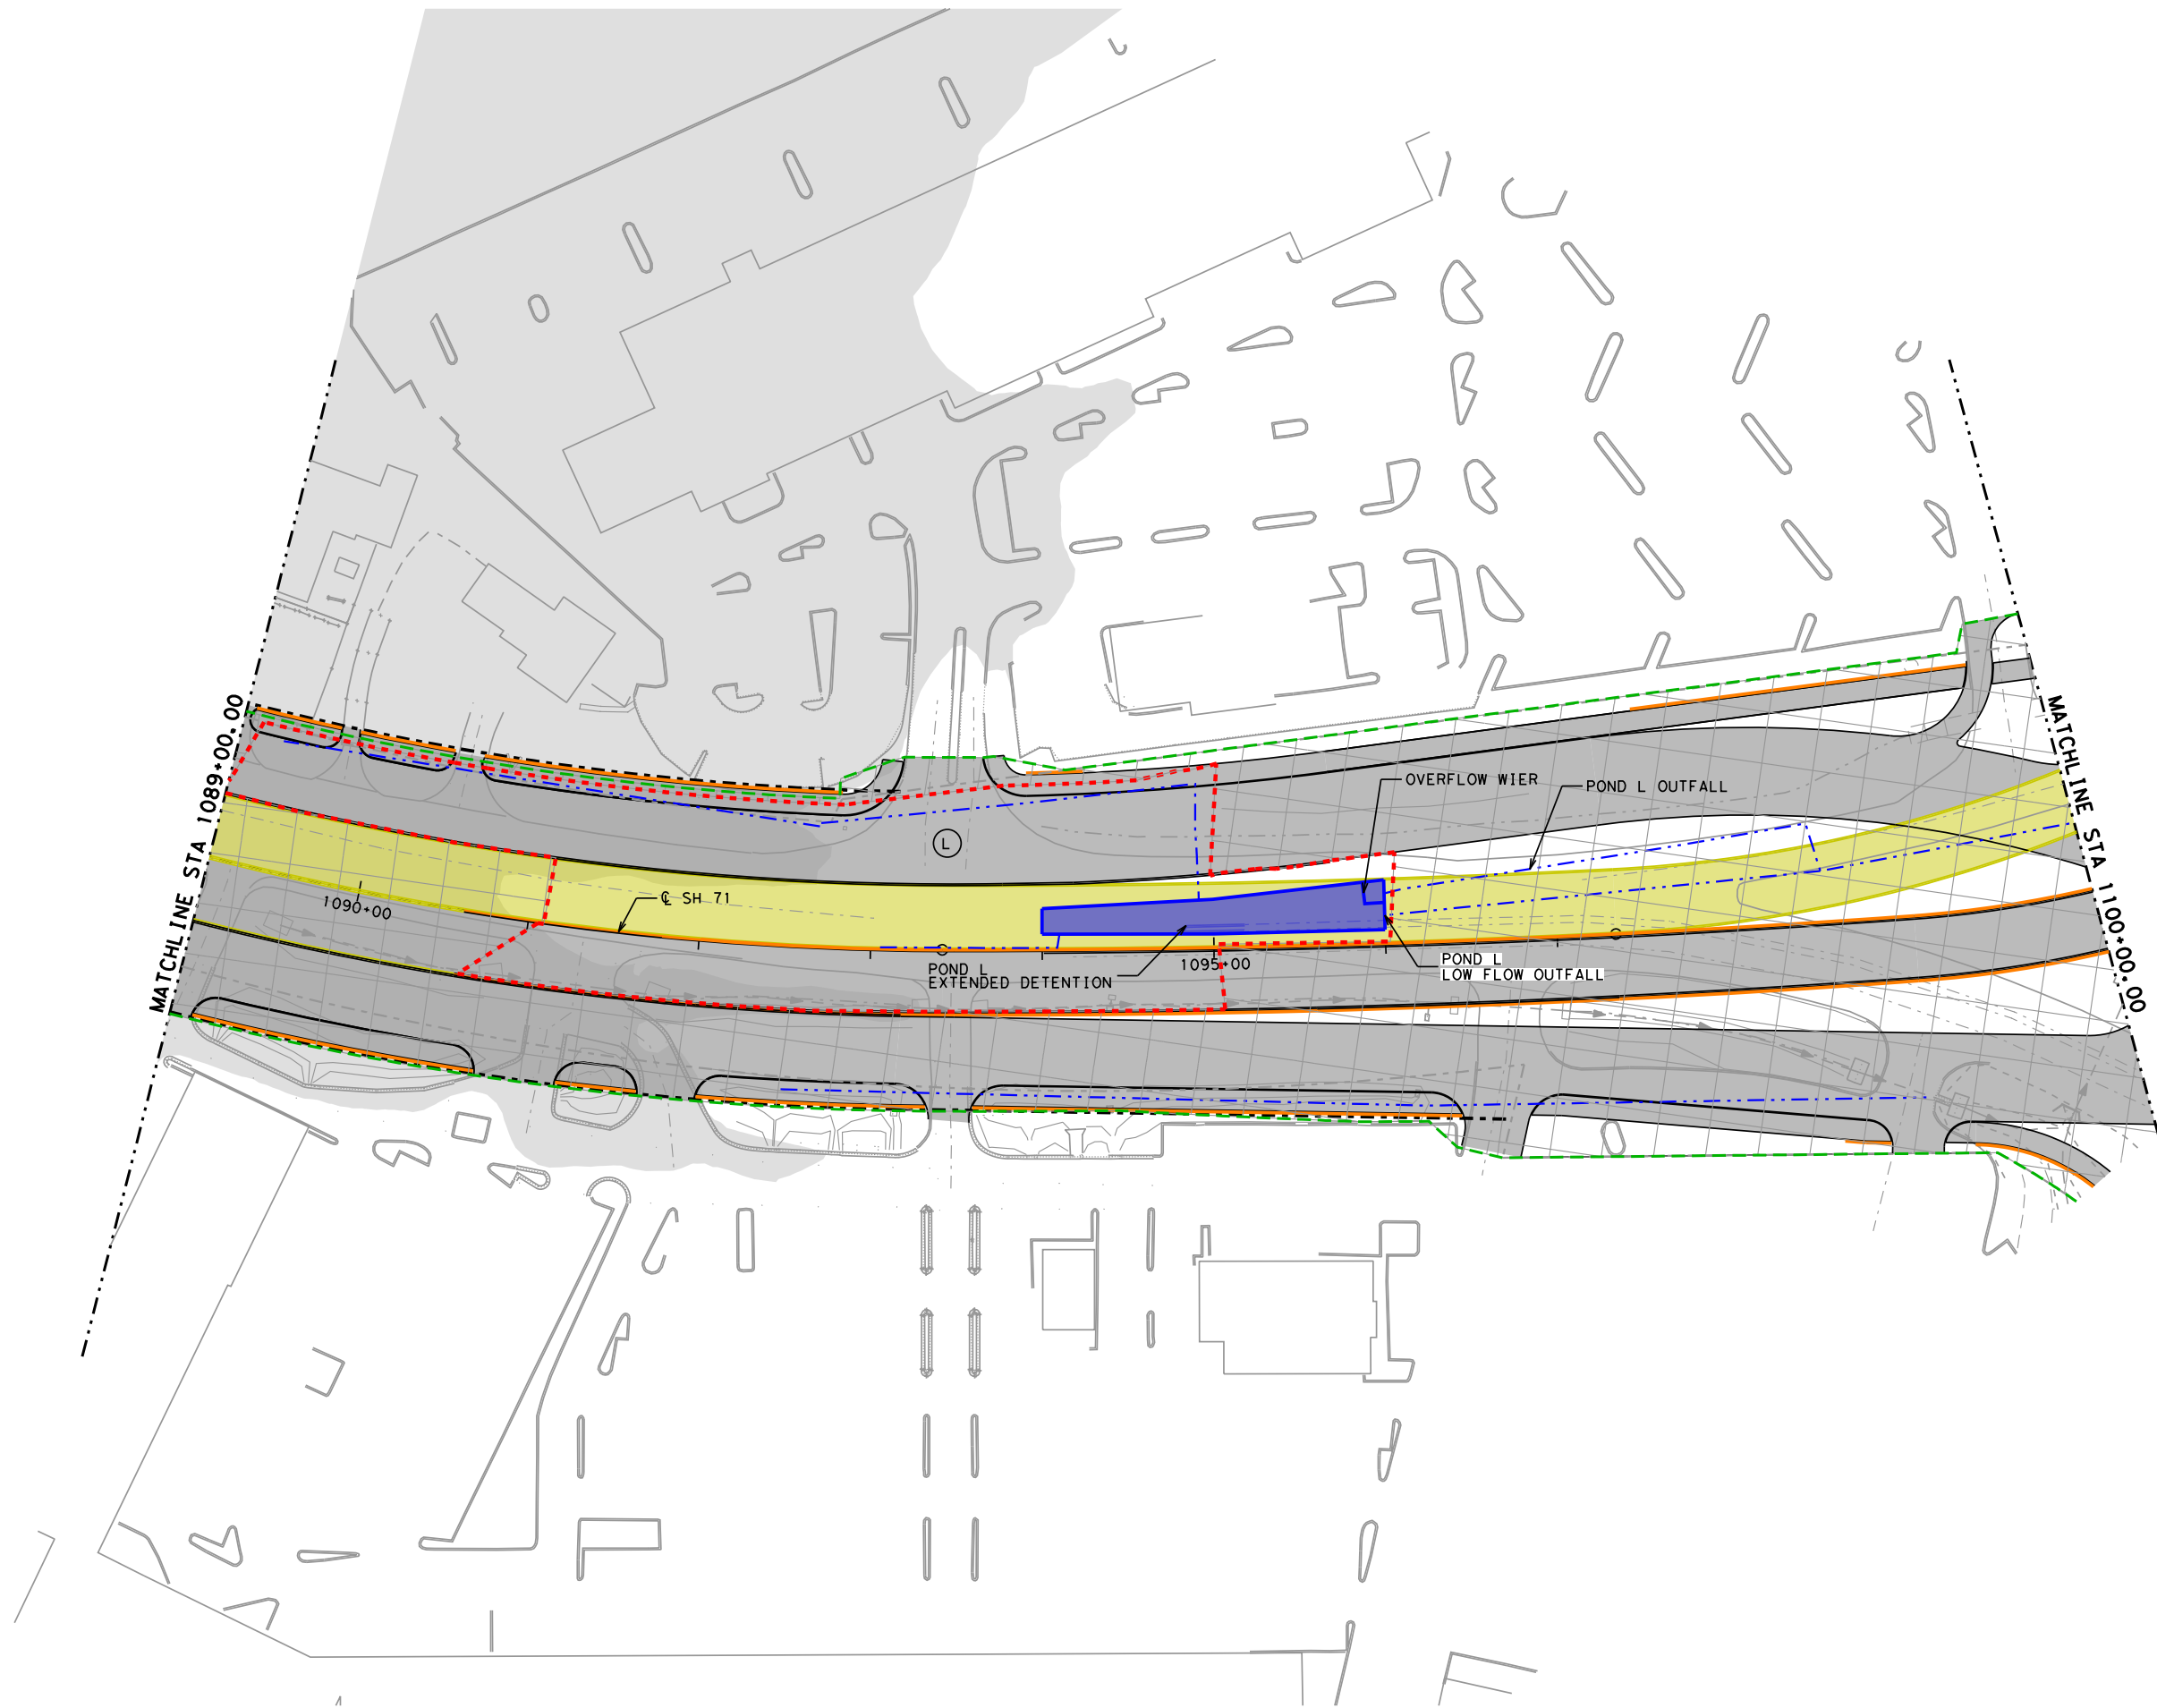 OVERFLOW WIER
POND L OUTFALL
MATCHLINE STA 1089+00.00
MATCHLINE STA 1100+00.00
L
℄ SH 71
1090+00
POND L
EXTENDED DETENTION
1095+00
POND L
LOW FLOW OUTFALL